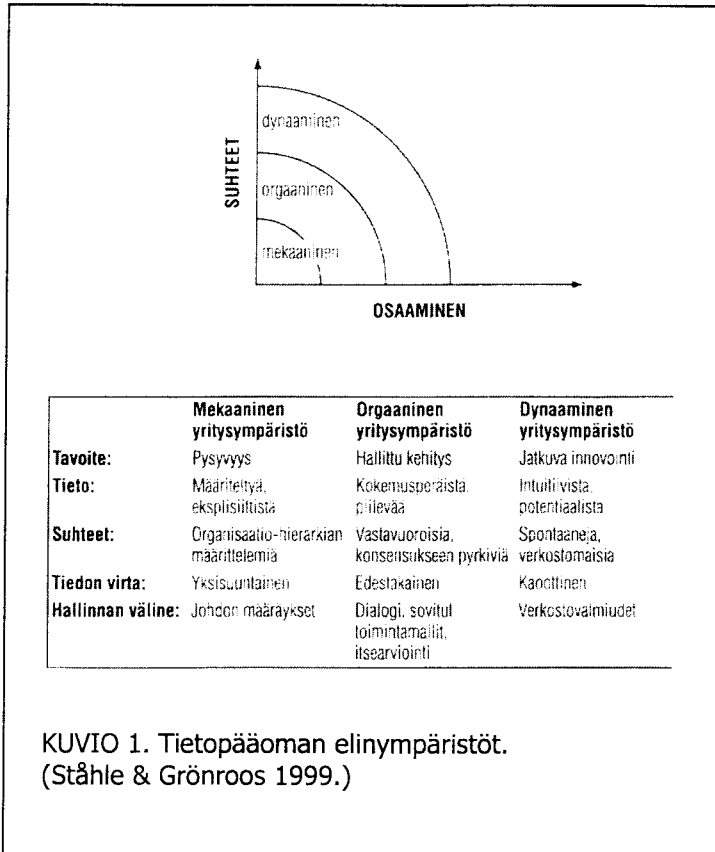 dynaaminen
orgaaninen
mekaaninen
SUHTEET
OSAAMINEN
Mekaaninen Orgaaninen Dynaaminen
yritysympäristö yritysympäristö yritysympäristö
Tavoite: Pysyvyys Hallittu kehitys Jatkuva innovointi
Tieto: Määriteltyä, Kokemusperäistä, Intuitiivista,
eksplisiittistä piilevää potentiaalista
Suhteet: Organisaatio-hierarkian Vastavuoroisia, Spontaaneja,
määrittelemiä konsensukseen pyrkiviä verkostomaisia
Tiedon virta: Yksisuuntainen Edestakainen Kaoottinen
Hallinnan väline: Johdon määräykset Dialogi, sovitut Verkostovalmiudet
toimintamallit,
itsearviointi
KUVIO 1. Tietopääoman elinympäristöt.
(Ståhle & Grönroos 1999.)